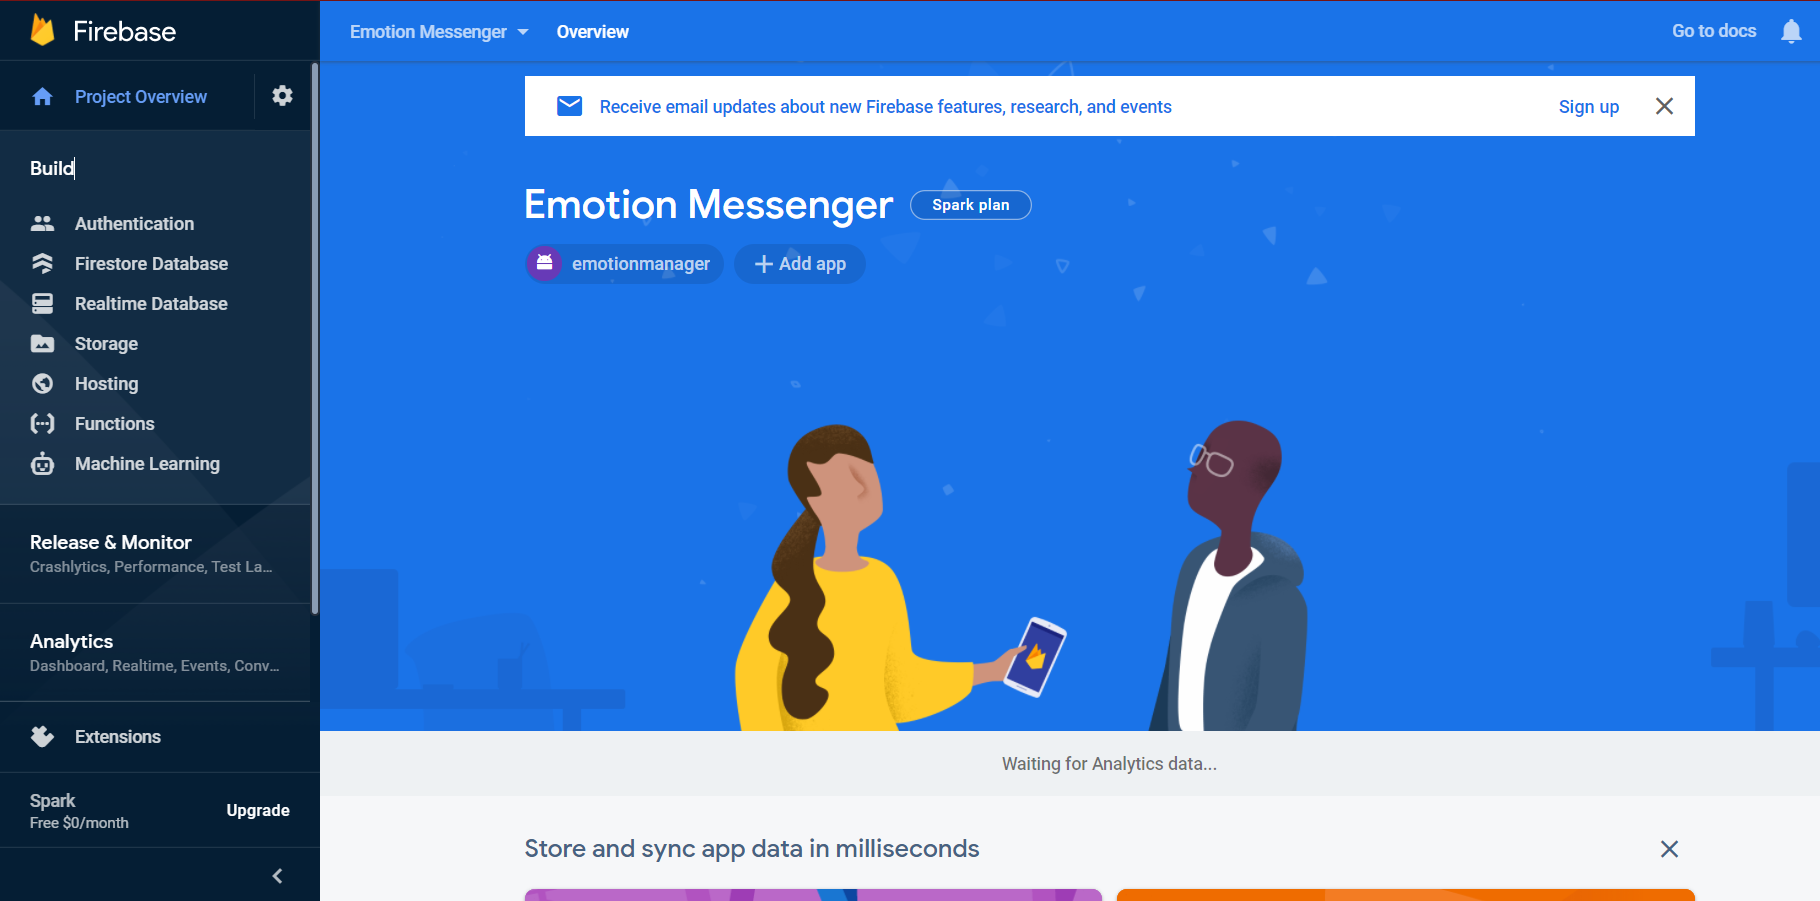 Firebase
Project Overview
Build
Authentication
Firestore Database
Realtime Database
Storage
Hosting
Functions
Machine Learning
Release & Monitor
Crashlytics, Performance, Test La...
Analytics
Dashboard, Realtime, Events, Conv...
Extensions
Spark
Free $0/month
Upgrade
Emotion Messenger
Overview
Go to docs
Receive email updates about new Firebase features, research, and events
Sign up
Emotion Messenger
Spark plan
emotionmanager
Add app
Waiting for Analytics data...
Store and sync app data in milliseconds